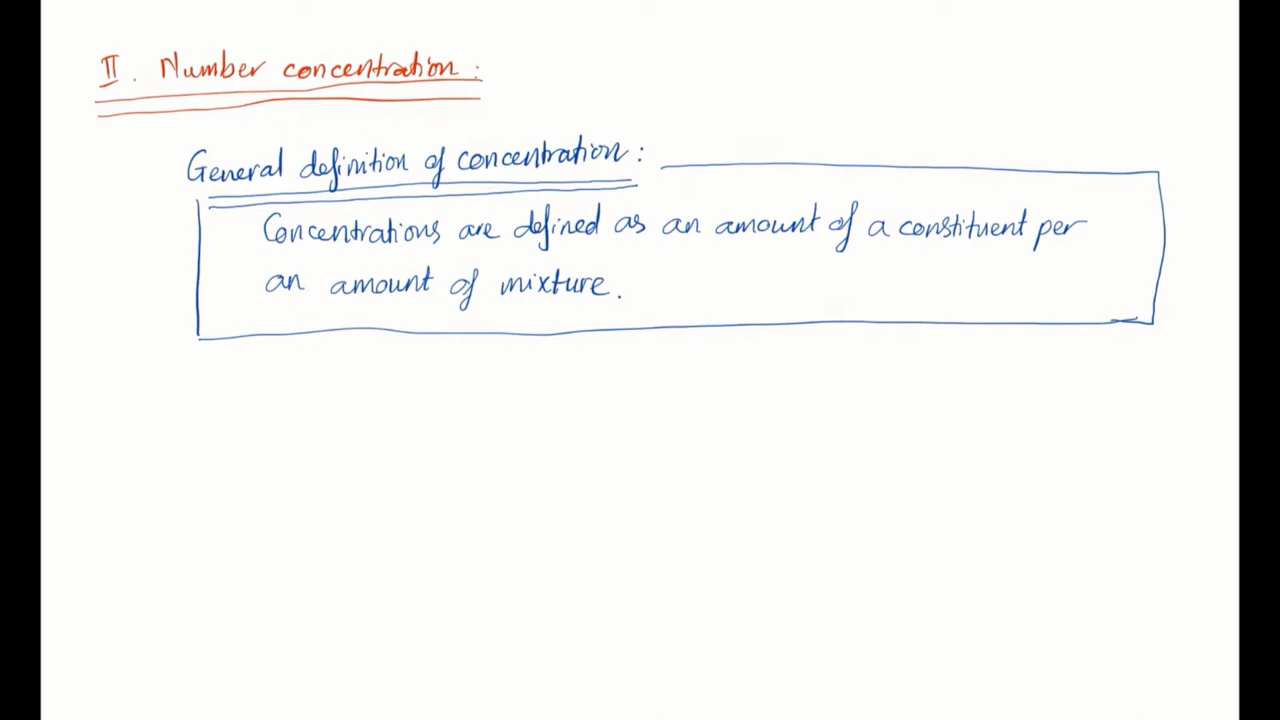 II. Number concentration:
General definition of concentration:
Concentrations are defined as an amount of a constituent per
an amount of mixture.